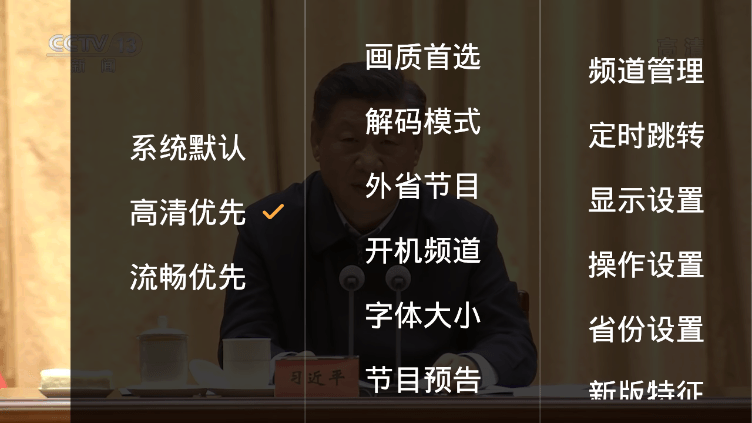 CCTV 13
新闻
高清
系统默认
高清优先
流畅优先
画质首选
解码模式
外省节目
开机频道
字体大小
节目预告
频道管理
定时跳转
显示设置
操作设置
省份设置
新版特征
习近平